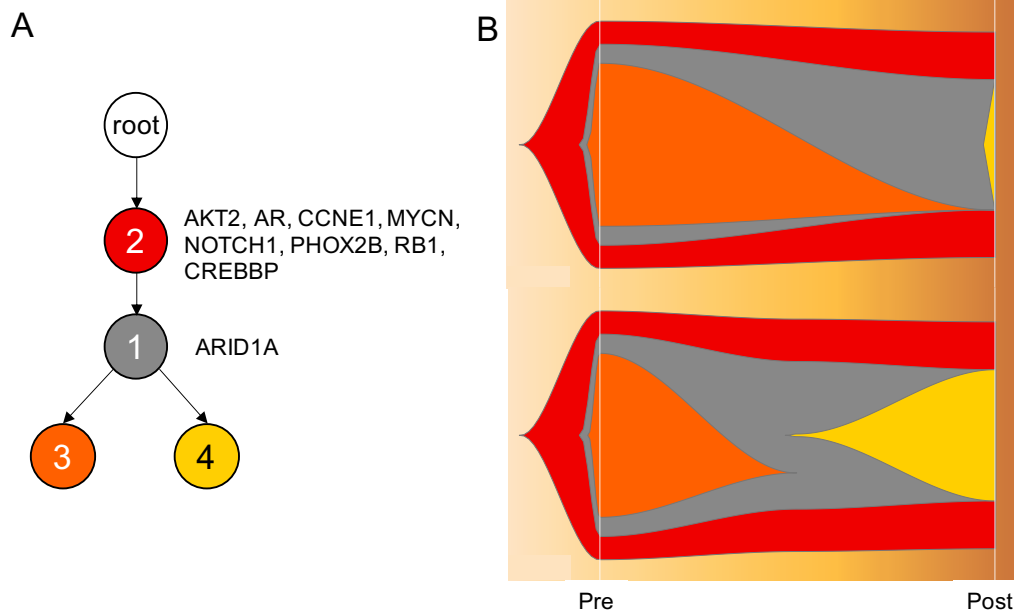 A
B
root
2
AKT2, AR, CCNE1, MYCN,
NOTCH1, PHOX2B, RB1,
CREBBP
1
ARID1A
3
4
Pre
Post